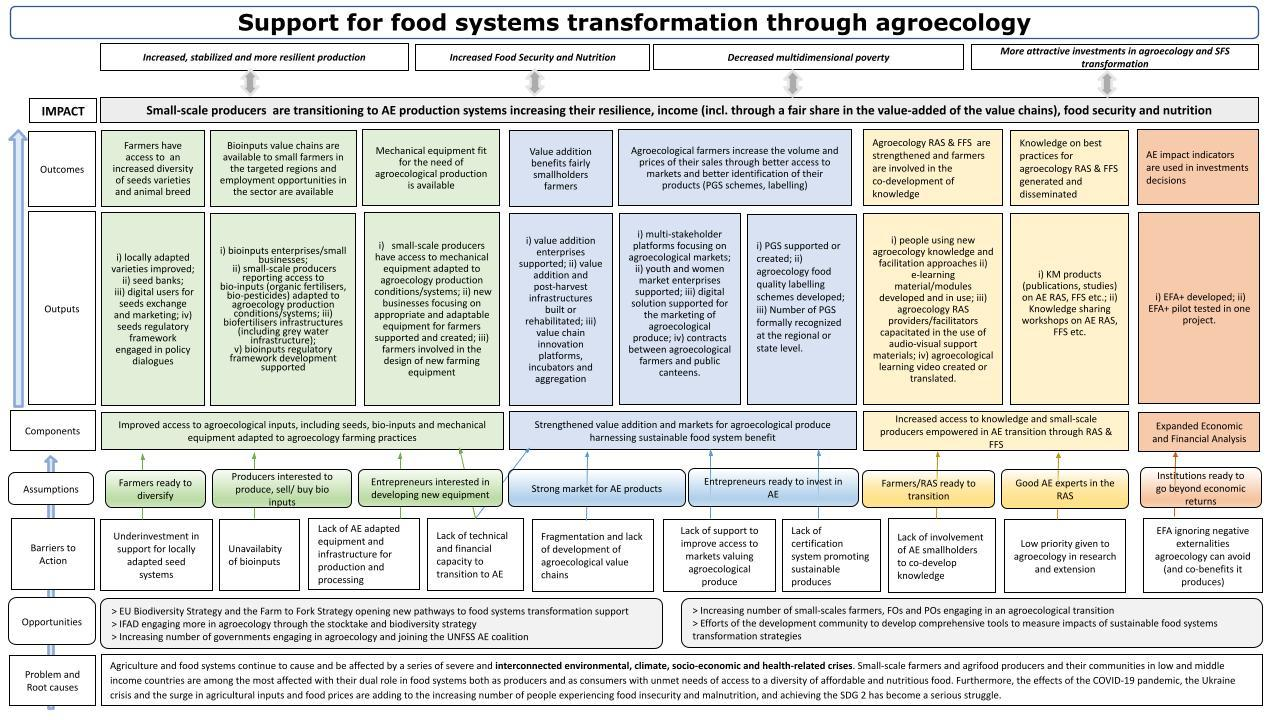 Support for food systems transformation through agroecology
Increased, stabilized and more resilient production
Increased Food Security and Nutrition
Decreased multidimensional poverty
More attractive investments in agroecology and SFS
transformation
IMPACT
Small-scale producers are transitioning to AE production systems increasing their resilience, income (incl. through a fair share in the value-added of the value chains), food security and nutrition
Outcomes
Farmers have
access to an
increased diversity
of seeds varieties
and animal breed
Bioinputs value chains are
available to small farmers in
the targeted regions and
employment opportunities in
the sector are available
Mechanical equipment fit
for the need of
agroecological production
is available
Value addition
benefits fairly
smallholders
farmers
Agroecological farmers increase the volume and
prices of their sales through better access to
markets and better identification of their
products (PGS schemes, labelling)
Agroecology RAS & FFS are
strengthened and farmers
are involved in the
co-development of
knowledge
Knowledge on best
practices for
agroecology RAS & FFS
generated and
disseminated
AE impact indicators
are used in investments
decisions
Outputs
i) locally adapted
varieties improved;
ii) seed banks;
iii) digital users for
seeds exchange
and marketing; iv)
seeds regulatory
framework
engaged in policy
dialogues
i) bioinputs enterprises/small
businesses;
ii) small-scale producers
reporting access to
bio-inputs (organic fertilisers,
bio-pesticides) adapted to
agroecology production
conditions/systems; iii)
biofertilisers infrastructures
(including grey water
infrastructure);
v) bioinputs regulatory
framework development
supported
i) small-scale producers
have access to mechanical
equipment adapted to
agroecology production
conditions/systems; ii) new
businesses focusing on
appropriate and adaptable
equipment for farmers
supported and created; iii)
farmers involved in the
design of new farming
equipment
i) value addition
enterprises
supported; ii) value
addition and
post-harvest
infrastructures
built or
rehabilitated; iii)
value chain
innovation
platforms,
incubators and
aggregation
i) multi-stakeholder
platforms focusing on
agroecological markets;
ii) youth and women
market enterprises
supported; iii) digital
solution supported for
the marketing of
agroecological
produce; iv) contracts
between agroecological
farmers and public
canteens.
i) PGS supported or
created; ii)
agroecology food
quality labelling
schemes developed;
iii) Number of PGS
formally recognized
at the regional or
state level.
i) people using new
agroecology knowledge and
facilitation approaches ii)
e-learning
material/modules
developed and in use; iii)
agroecology RAS
providers/facilitators
capacitated in the use of
audio-visual support
materials; iv) agroecological
learning video created or
translated.
i) KM products
(publications, studies)
on AE RAS, FFS etc.; ii)
Knowledge sharing
workshops on AE RAS,
FFS etc.
i) EFA+ developed; ii)
EFA+ pilot tested in one
project.
Components
Improved access to agroecological inputs, including seeds, bio-inputs and mechanical
equipment adapted to agroecology farming practices
Strengthened value addition and markets for agroecological produce
harnessing sustainable food system benefit
Increased access to knowledge and small-scale
producers empowered in AE transition through RAS &
FFS
Expanded Economic
and Financial Analysis
Assumptions
Farmers ready to
diversify
Producers interested to
produce, sell/ buy bio
inputs
Entrepreneurs interested in
developing new equipment
Strong market for AE products
Entrepreneurs ready to invest in
AE
Farmers/RAS ready to
transition
Good AE experts in the
RAS
Institutions ready to
go beyond economic
returns
Barriers to
Action
Underinvestment in
support for locally
adapted seed
systems
Unavailabity
of bioinputs
Lack of AE adapted
equipment and
infrastructure for
production and
processing
Lack of technical
and financial
capacity to
transition to AE
Fragmentation and lack
of development of
agroecological value
chains
Lack of support to
improve access to
markets valuing
agroecological
produce
Lack of
certification
system promoting
sustainable
produces
Lack of involvement
of AE smallholders
to co-develop
knowledge
Low priority given to
agroecology in research
and extension
EFA ignoring negative
externalities
agroecology can avoid
(and co-benefits it
produces)
Opportunities
> EU Biodiversity Strategy and the Farm to Fork Strategy opening new pathways to food systems transformation support
> IFAD engaging more in agroecology through the stocktake and biodiversity strategy
> Increasing number of governments engaging in agroecology and joining the UNFSS AE coalition
> Increasing number of small-scales farmers, FOs and POs engaging in an agroecological transition
> Efforts of the development community to develop comprehensive tools to measure impacts of sustainable food systems
transformation strategies
Problem and
Root causes
Agriculture and food systems continue to cause and be affected by a series of severe and interconnected environmental, climate, socio-economic and health-related crises. Small-scale farmers and agrifood producers and their communities in low and middle
income countries are among the most affected with their dual role in food systems both as producers and as consumers with unmet needs of access to a diversity of affordable and nutritious food. Furthermore, the effects of the COVID-19 pandemic, the Ukraine
crisis and the surge in agricultural inputs and food prices are adding to the increasing number of people experiencing food insecurity and malnutrition, and achieving the SDG 2 has become a serious struggle.